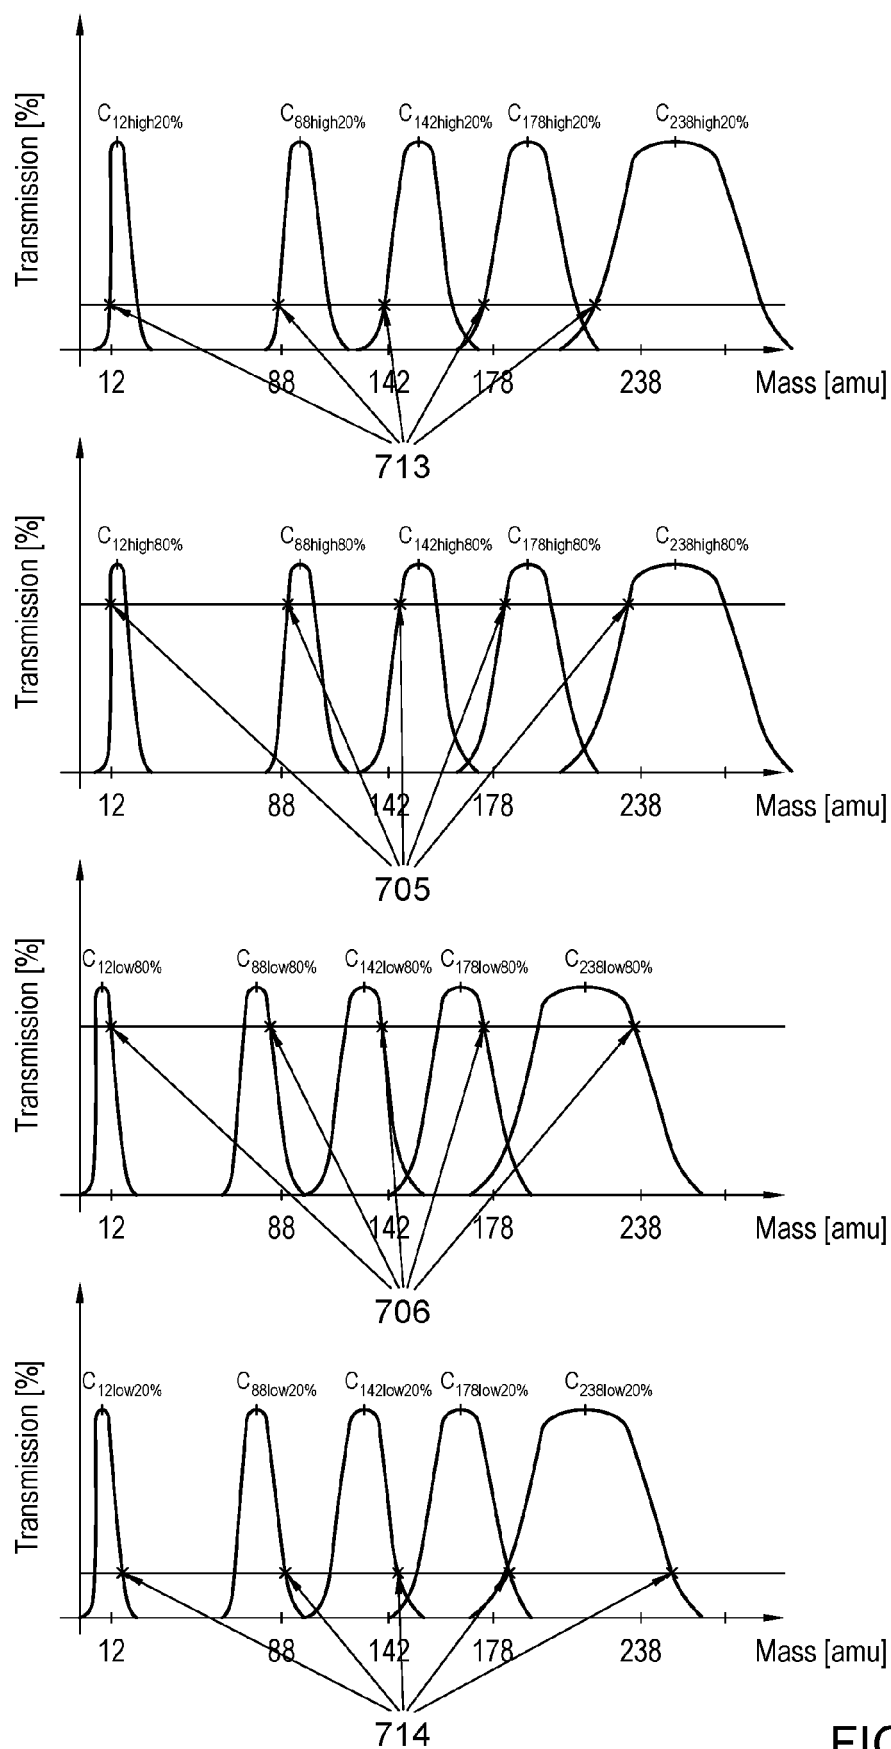 Transmission [%]
C12high20% C88high20% C142high20% C178high20% C238high20%
12 88 142 178 238 Mass [amu]
713
Transmission [%]
C12high80% C88high80% C142high80% C178high80% C238high80%
12 88 142 178 238 Mass [amu]
705
Transmission [%]
C12low80% C88low80% C142low80% C178low80% C238low80%
12 88 142 178 238 Mass [amu]
706
Transmission [%]
C12low20% C88low20% C142low20% C178low20% C238low20%
12 88 142 178 238 Mass [amu]
714